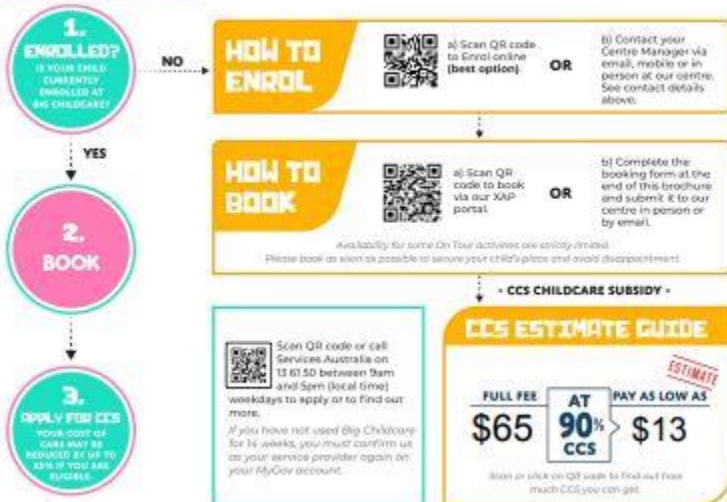 1.
ENROLLED?
IS YOUR CHILD
CURRENTLY
ENROLLED AT
BIG CHILDCARE?
NO
HOW TO
ENROL
a) Scan QR code
to Enrol online
(best option)
OR
b) Contact your
Centre Manager via
email, mobile or in
person at our centre.
See contact details
above.
YES
HOW TO
BOOK
a) Scan QR
code to book
via our XAP
portal.
OR
b) Complete the
booking form at the
end of this brochure
and submit it to our
centre in person or
by email.
Availability for some On Tour activities are strictly limited.
Please book as soon as possible to secure your child's place and avoid disappointment.
2.
BOOK
- CCS CHILDCARE SUBSIDY -
Scan QR code or call
Services Australia on
13 61 50 between 9am
and 5pm (local time)
weekdays to apply or to find out
more.
If you have not used Big Childcare
for 14 weeks, you must confirm us
as your service provider again on
your MyGov account.
CCS ESTIMATE GUIDE
ESTIMATE
FULL FEE
$65
AT
90%
CCS
PAY AS LOW AS
$13
Scan or click on QR code to find out how
much CCS you can get.
3.
APPLY FOR CCS
YOUR COST OF
CARE MAY BE
REDUCED BY UP TO
IF YOU ARE
ELIGIBLE.